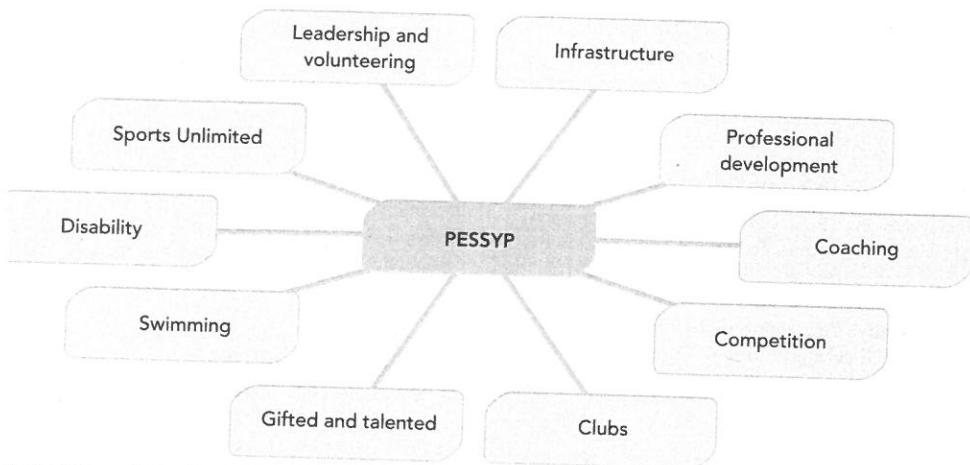 Leadership and
volunteering
Infrastructure
Sports Unlimited
Professional
development
Disability
PESSYP
Coaching
Swimming
Competition
Gifted and talented
Clubs